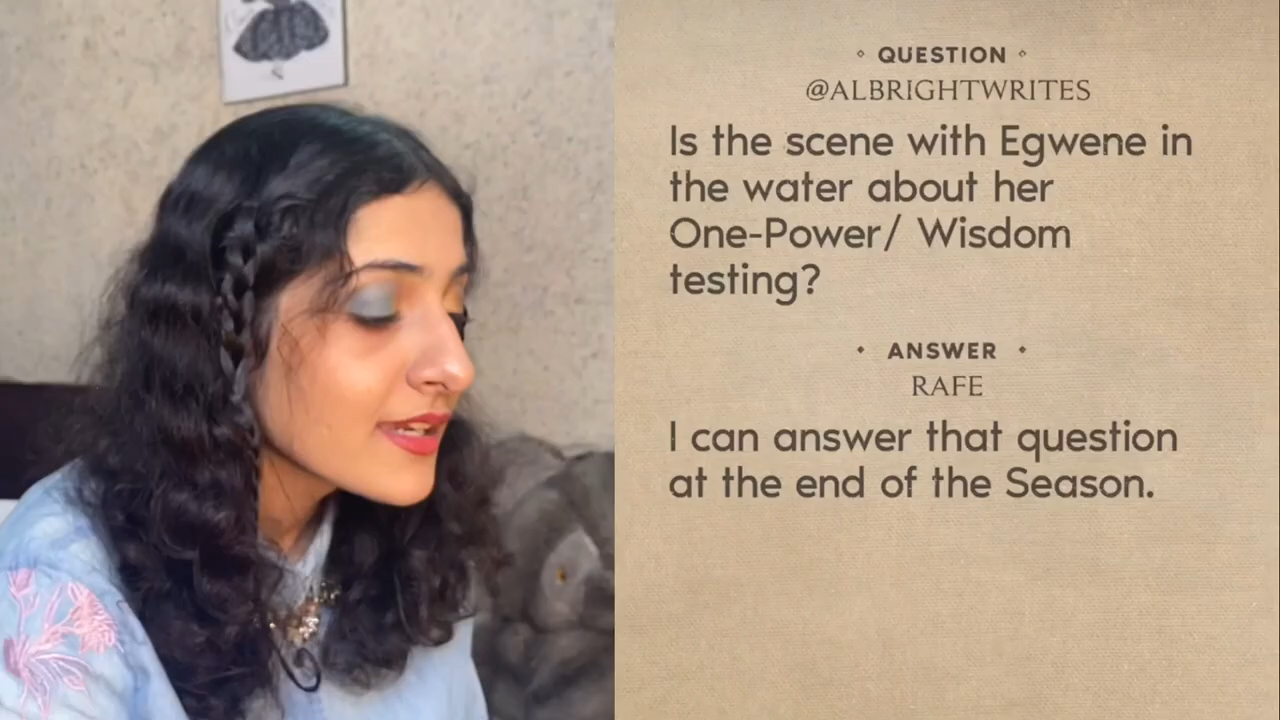 QUESTION
@ALBRIGHTWRITES
Is the scene with Egwene in
the water about her
One-Power/ Wisdom
testing?
ANSWER
RAFE
I can answer that question
at the end of the Season.